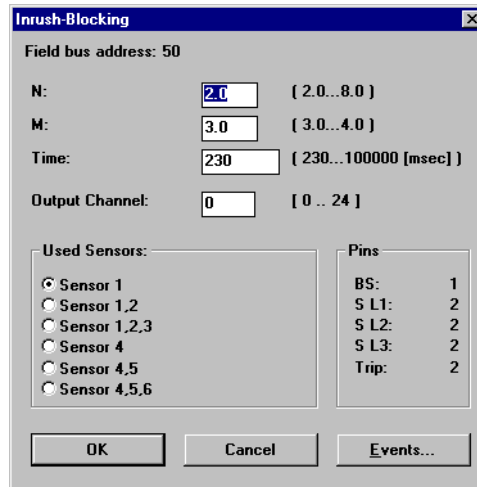 Inrush-Blocking
Field bus address: 50
N: 2.0 ( 2.0...8.0 )
M: 3.0 ( 3.0...4.0 )
Time: 230 ( 230...100000 [msec] )
Output Channel: 0 [ 0 .. 24 ]
Used Sensors:
Sensor 1
Sensor 1,2
Sensor 1,2,3
Sensor 4
Sensor 4,5
Sensor 4,5,6
Pins
BS: 1
S L1: 2
S L2: 2
S L3: 2
Trip: 2
OK Cancel Events...